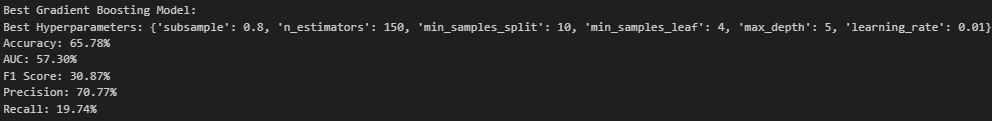 Best Gradient Boosting Model:
Best Hyperparameters: {'subsample': 0.8, 'n_estimators': 150, 'min_samples_split': 10, 'min_samples_leaf': 4, 'max_depth': 5, 'learning_rate': 0.01}
Accuracy: 65.78%
AUC: 57.30%
F1 Score: 30.87%
Precision: 70.77%
Recall: 19.74%